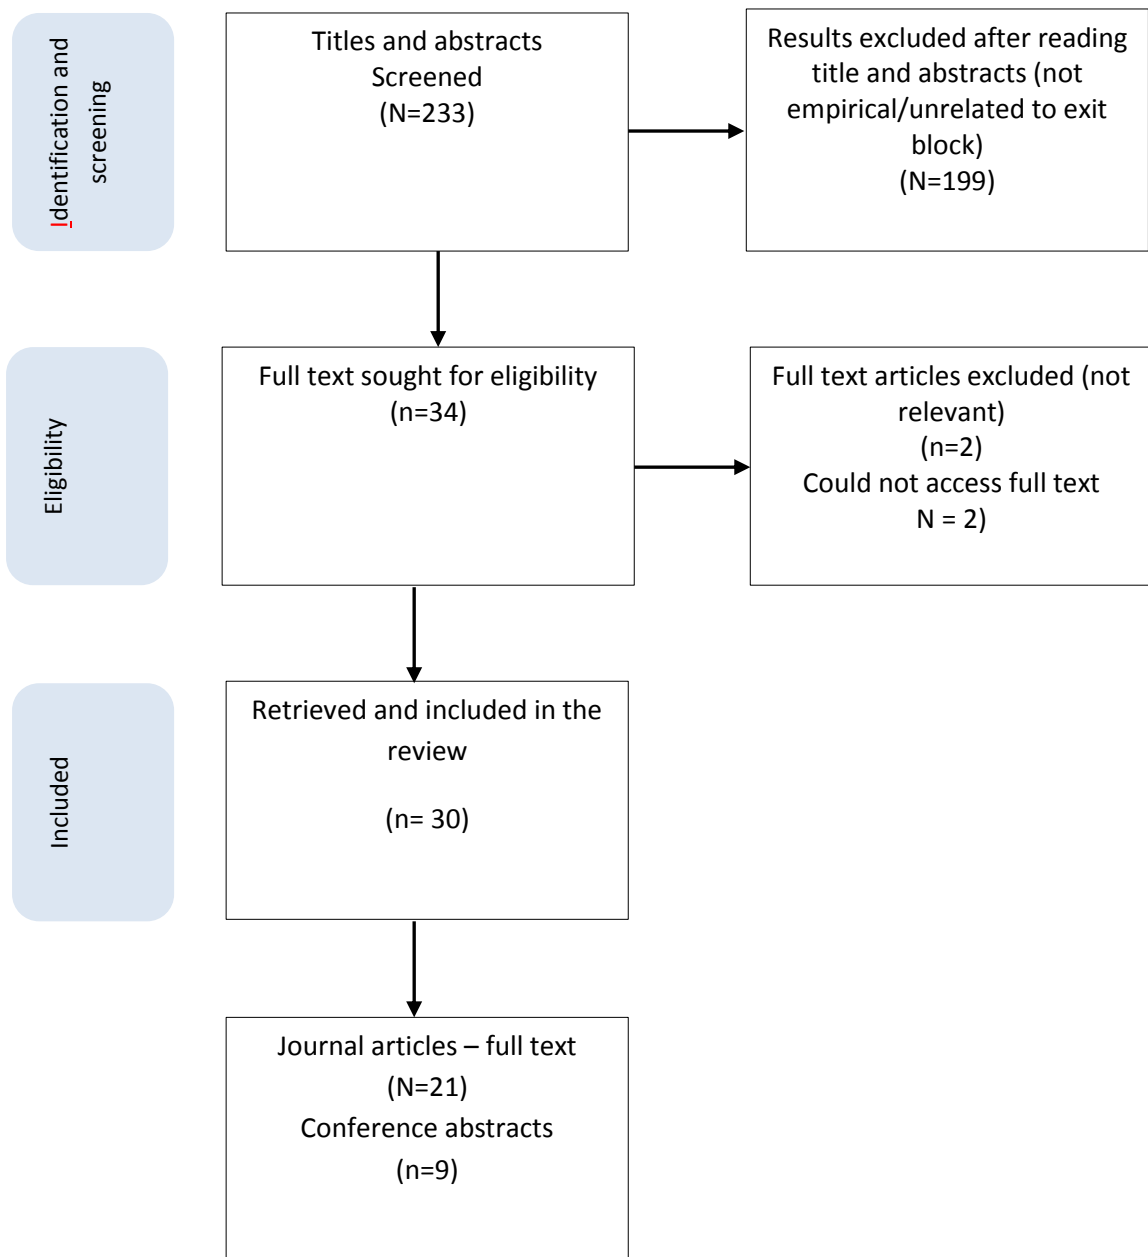 Identification and
screening
Titles and abstracts
Screened
(N=233)
Results excluded after reading
title and abstracts (not
empirical/unrelated to exit
block)
(N=199)
Eligibility
Full text sought for eligibility
(n=34)
Full text articles excluded (not
relevant)
(n=2)
Could not access full text
N = 2)
Included
Retrieved and included in the
review
(n= 30)
Journal articles – full text
(N=21)
Conference abstracts
(n=9)